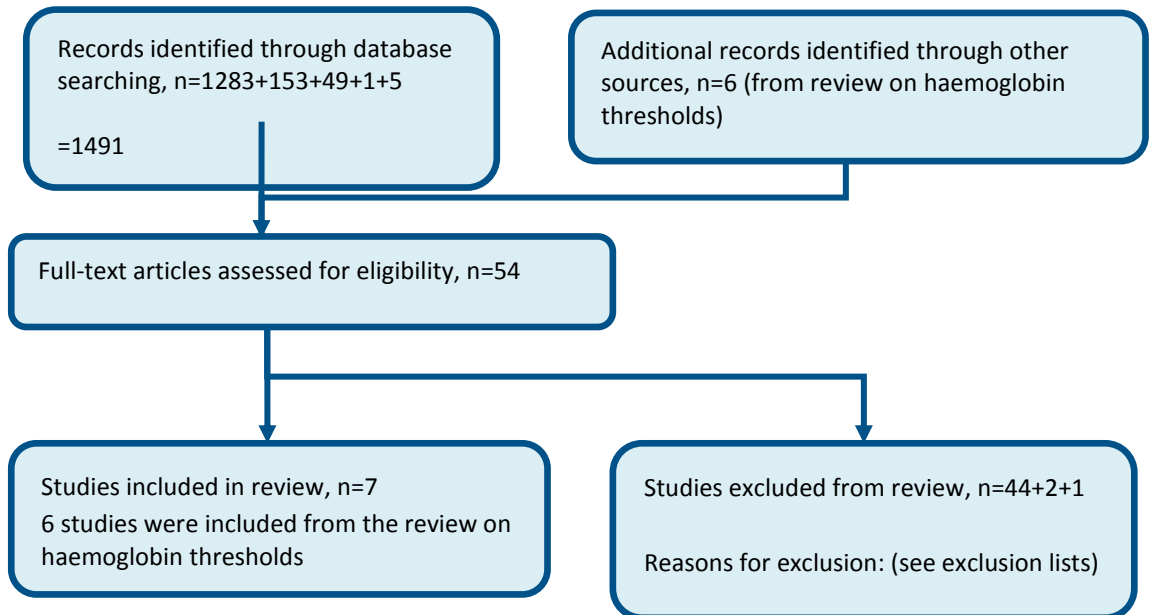 Records identified through database
searching, n=1283+153+49+1+5
=1491
Additional records identified through other
sources, n=6 (from review on haemoglobin
thresholds)
Full-text articles assessed for eligibility, n=54
Studies included in review, n=7
6 studies were included from the review on
haemoglobin thresholds
Studies excluded from review, n=44+2+1
Reasons for exclusion: (see exclusion lists)